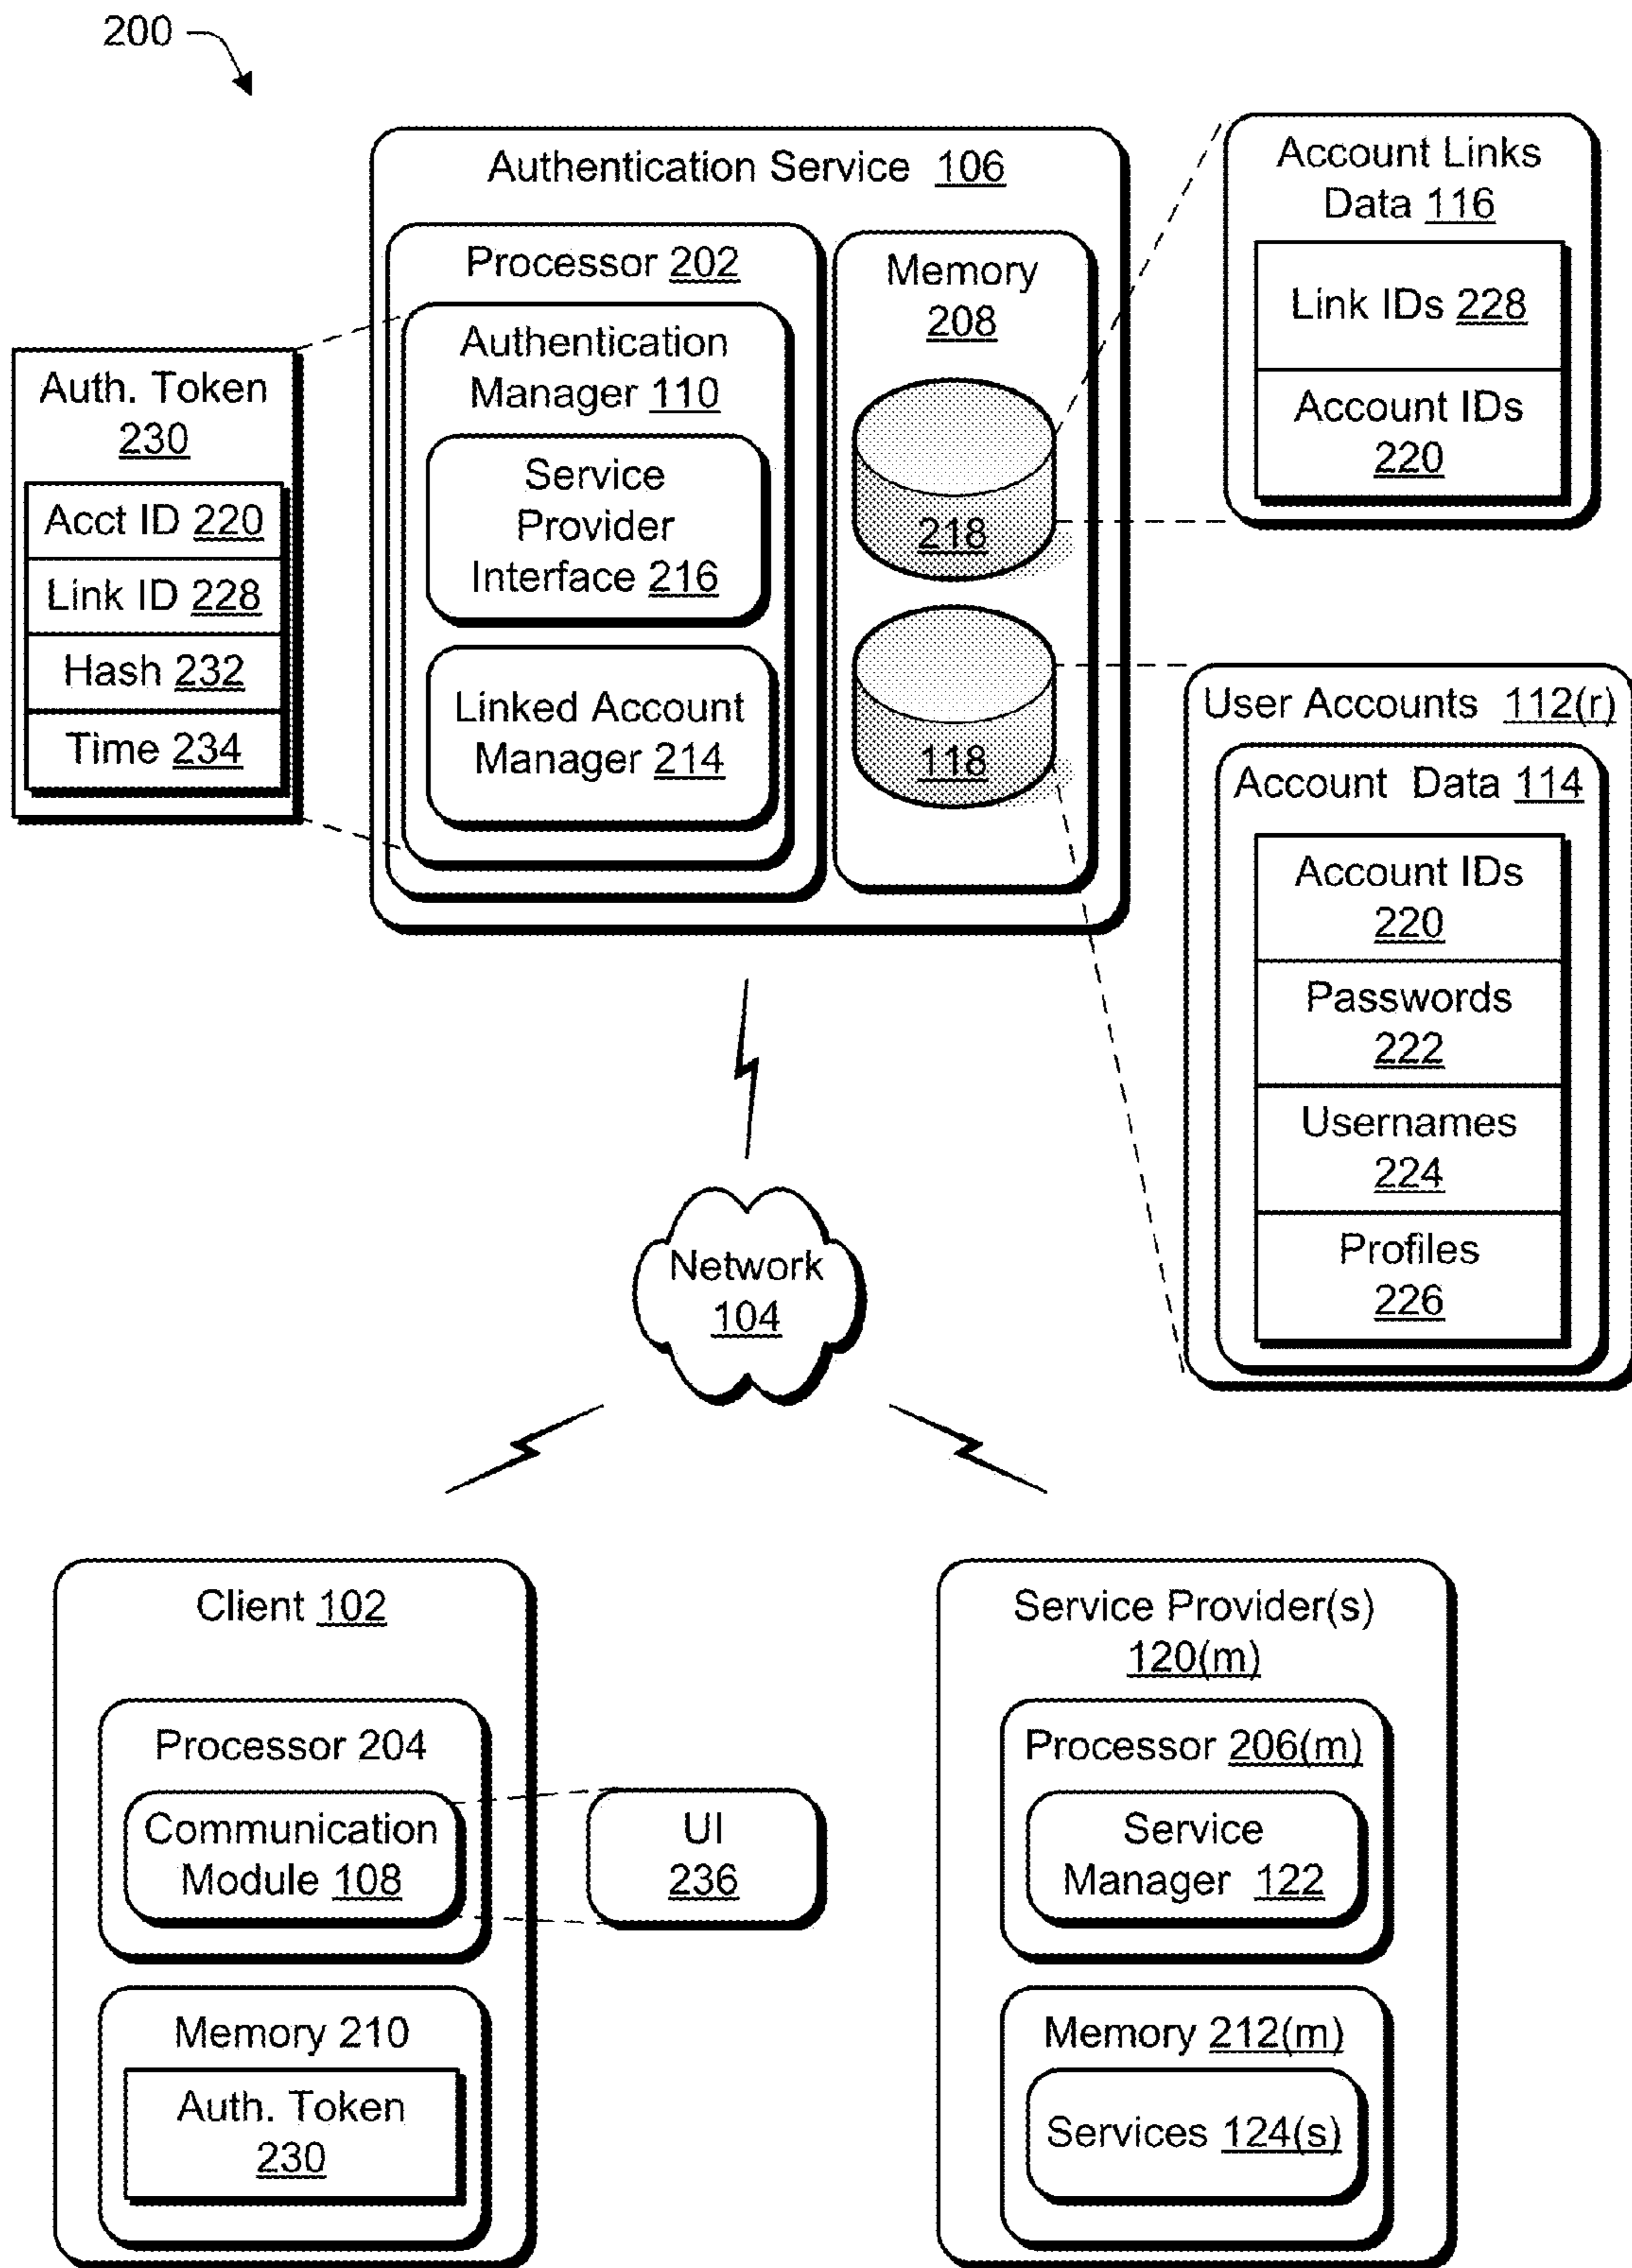 200
Authentication Service 106
Processor 202
Authentication
Manager 110
Service
Provider
Interface 216
Linked Account
Manager 214
Memory
208
218
118
Auth. Token
230
Acct ID 220
Link ID 228
Hash 232
Time 234
Account Links
Data 116
Link IDs 228
Account IDs
220
User Accounts 112(r)
Account Data 114
Account IDs
220
Passwords
222
Usernames
224
Profiles
226
Network
104
Client 102
Processor 204
Communication
Module 108
UI
236
Memory 210
Auth. Token
230
Service Provider(s)
120(m)
Processor 206(m)
Service
Manager 122
Memory 212(m)
Services 124(s)